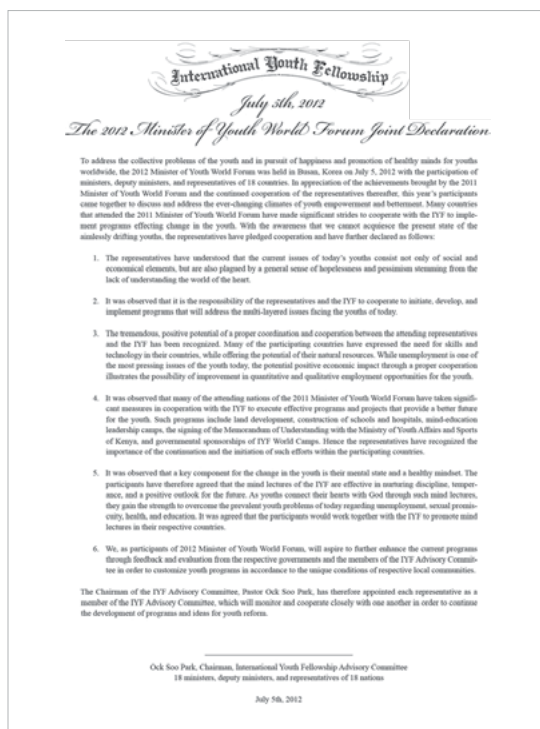 International Youth Fellowship
July 5th, 2012
The 2012 Minister of Youth World Forum Joint Declaration
To address the collective problems of the youth and in pursuit of happiness and promotion of healthy minds for youths
worldwide, the 2012 Minister of Youth World Forum was held in Busan, Korea on July 5, 2012 with the participation of
ministers, deputy ministers, and representatives of 18 countries. In appreciation of the achievements brought by the 2011
Minister of Youth World Forum and the continued cooperation of the representatives thereafter, this year's participants
came together to discuss and address the ever-changing climates of youth empowerment and betterment. Many countries
that attended the 2011 Minister of Youth World Forum have made significant strides to cooperate with the IYF to imple-
ment programs effecting change in the youth. With the awareness that we cannot acquiesce the present state of the
aimlessly drifting youths, the representatives have pledged cooperation and have further declared as follows:
1. The representatives have understood that the current issues of today's youths consist not only of social and
economical elements, but are also plagued by a general sense of hopelessness and pessimism stemming from the
lack of understanding the world of the heart.
2. It was observed that it is the responsibility of the representatives and the IYF to cooperate to initiate, develop, and
implement programs that will address the multi-layered issues facing the youths of today.
3. The tremendous, positive potential of a proper coordination and cooperation between the attending representatives
and the IYF has been recognized. Many of the participating countries have expressed the need for skills and
technology in their countries, while offering the potential of their natural resources. While unemployment is one of
the most pressing issues of the youth today, the potential positive economic impact through a proper cooperation
illustrates the possibility of improvement in quantitative and qualitative employment opportunities for the youth.
4. It was observed that many of the attending nations of the 2011 Minister of Youth World Forum have taken signifi-
cant measures in cooperation with the IYF to execute effective programs and projects that provide a better future
for the youth. Such programs include land development, construction of schools and hospitals, mind-education
leadership camps, the signing of the Memorandum of Understanding with the Ministry of Youth Affairs and Sports
of Kenya, and governmental sponsorships of IYF World Camps. Hence the representatives have recognized the
importance of the continuation and the initiation of such efforts within the participating countries.
5. It was observed that a key component for the change in the youth is their mental state and a healthy mindset. The
participants have therefore agreed that the mind lectures of the IYF are effective in nurturing discipline, temper-
ance, and a positive outlook for the future. As youths connect their hearts with God through such mind lectures,
they gain the strength to overcome the prevalent youth problems of today regarding unemployment, sexual promis-
cuity, health, and education. It was agreed that the participants would work together with the IYF to promote mind
lectures in their respective countries.
6. We, as participants of 2012 Minister of Youth World Forum, will aspire to further enhance the current programs
through feedback and evaluation from the respective governments and the members of the IYF Advisory Commit-
tee in order to customize youth programs in accordance to the unique conditions of respective local communities.
The Chairman of the IYF Advisory Committee, Pastor Ock Soo Park, has therefore appointed each representative as a
member of the IYF Advisory Committee, which will monitor and cooperate closely with one another in order to continue
the development of programs and ideas for youth reform.
Ock Soo Park, Chairman, International Youth Fellowship Advisory Committee
18 ministers, deputy ministers, and representatives of 18 nations
July 5th, 2012